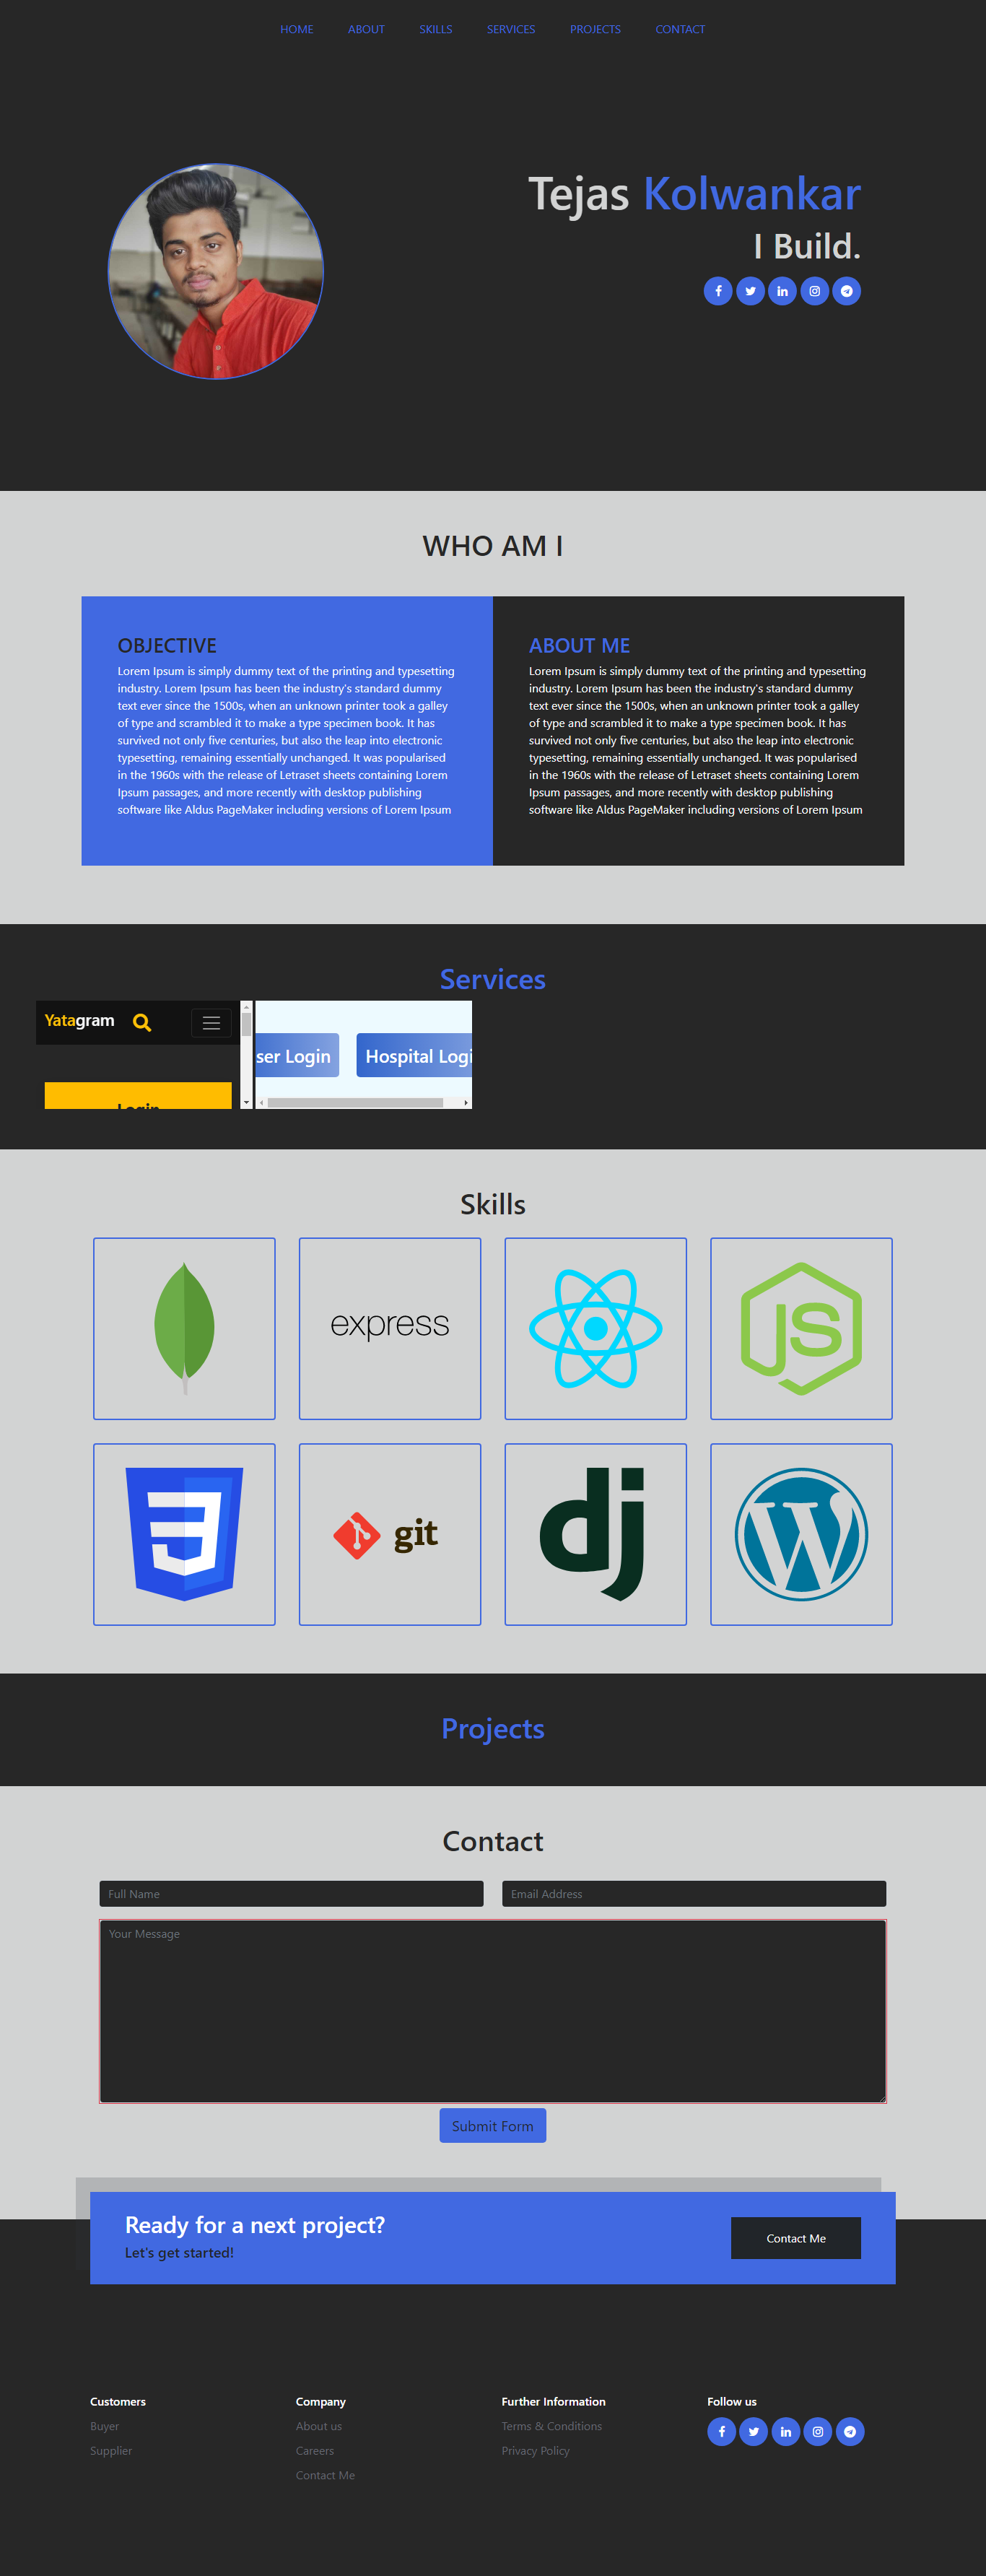 HOME ABOUT SKILLS SERVICES PROJECTS CONTACT
Tejas Kolwankar
I Build.
WHO AM I
OBJECTIVE
Lorem Ipsum is simply dummy text of the printing and typesetting
industry. Lorem Ipsum has been the industry's standard dummy
text ever since the 1500s, when an unknown printer took a galley
of type and scrambled it to make a type specimen book. It has
survived not only five centuries, but also the leap into electronic
typesetting, remaining essentially unchanged. It was popularised
in the 1960s with the release of Letraset sheets containing Lorem
Ipsum passages, and more recently with desktop publishing
software like Aldus PageMaker including versions of Lorem Ipsum
ABOUT ME
Lorem Ipsum is simply dummy text of the printing and typesetting
industry. Lorem Ipsum has been the industry's standard dummy
text ever since the 1500s, when an unknown printer took a galley
of type and scrambled it to make a type specimen book. It has
survived not only five centuries, but also the leap into electronic
typesetting, remaining essentially unchanged. It was popularised
in the 1960s with the release of Letraset sheets containing Lorem
Ipsum passages, and more recently with desktop publishing
software like Aldus PageMaker including versions of Lorem Ipsum
Services
Yatagram
Login
ser Login Hospital Logi
Skills
express
JS
git
dj
W
Projects
Contact
Full Name Email Address
Your Message
Submit Form
Ready for a next project?
Let's get started!
Contact Me
Customers
Buyer
Supplier
Company
About us
Careers
Contact Me
Further Information
Terms & Conditions
Privacy Policy
Follow us